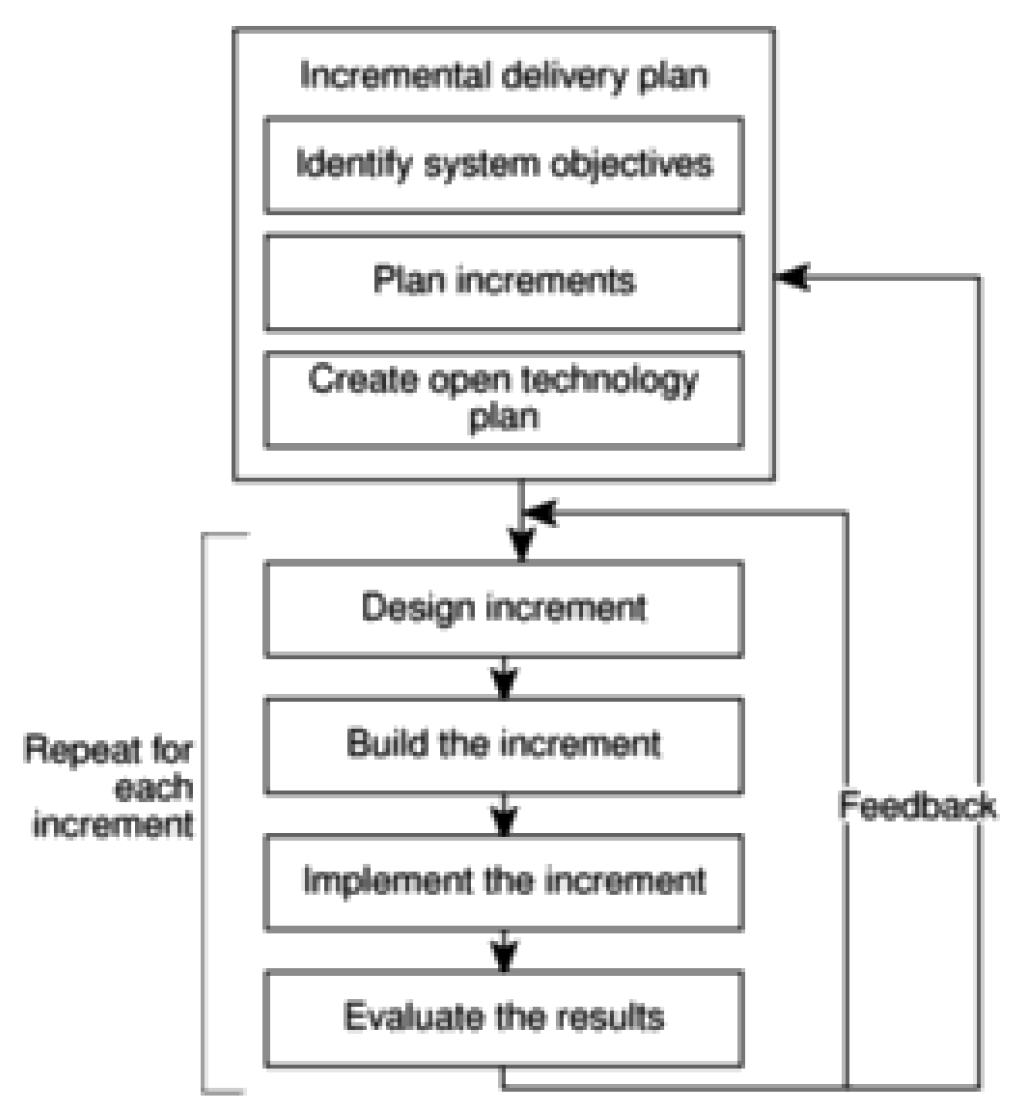 Incremental delivery plan
Identify system objectives
Plan increments
Create open technology
plan
Design increment
Build the increment
Repeat for
each
increment
Feedback
Implement the increment
Evaluate the results